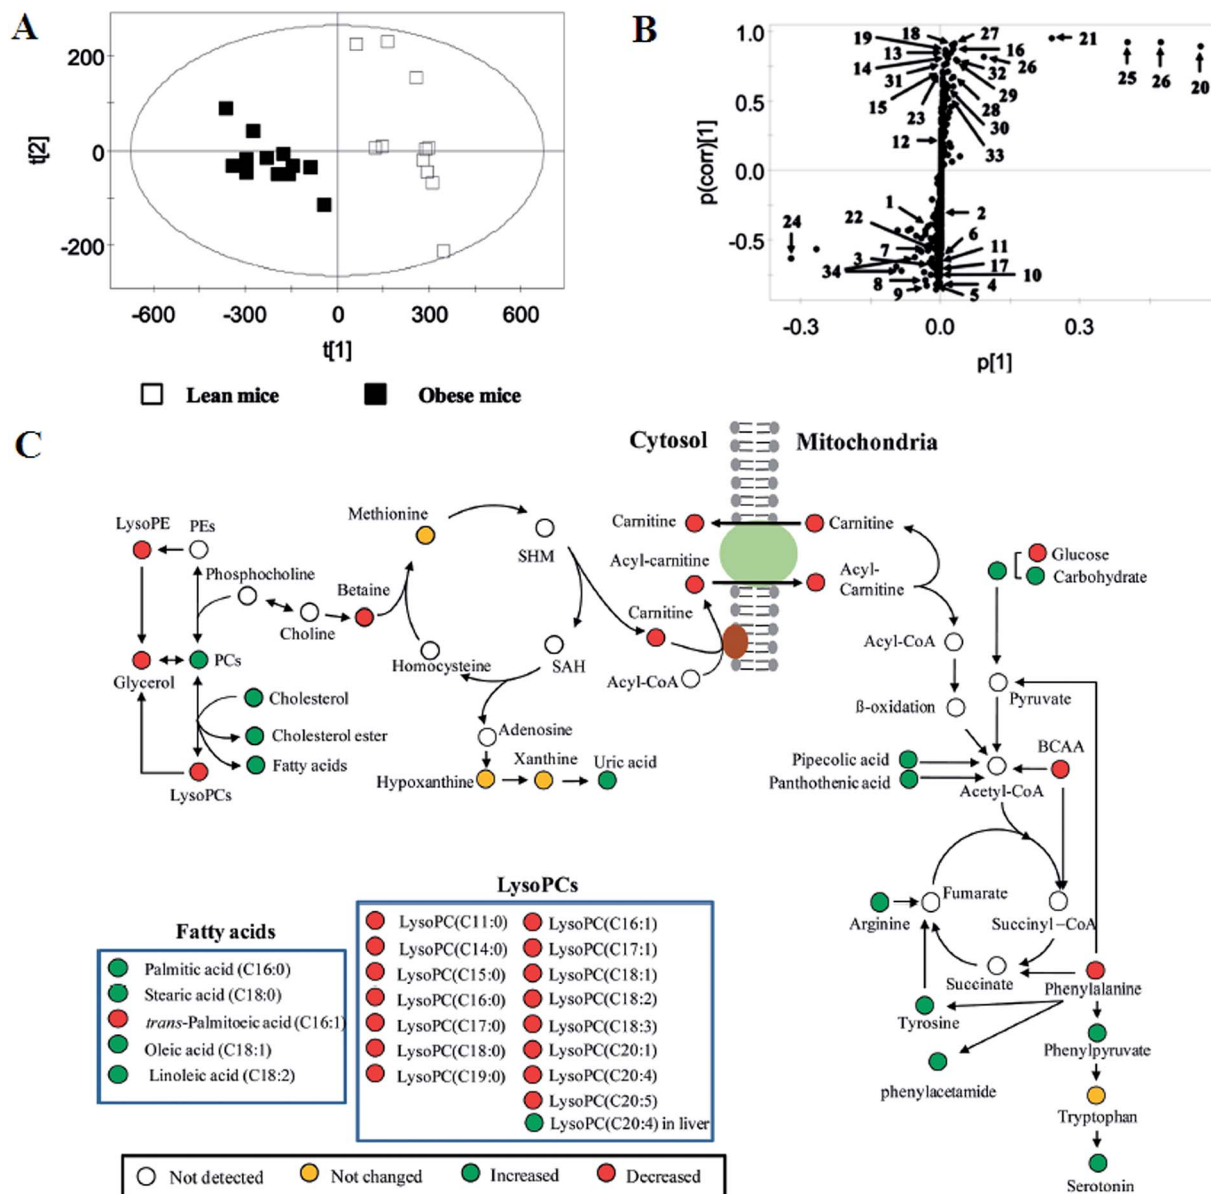 A
200
0
-200
t[2]
-600
-300
0
300
600
t[1]
Lean mice
Obese mice
B
1.0
0.5
0.0
-0.5
p(corr)[1]
19
18
27
21
13
16
14
26
25
26
20
31
32
15
29
23
28
12
30
33
1
2
24
22
6
7
11
3
17
34
10
8
4
9
5
-0.3
0.0
0.3
p[1]
C
Cytosol
Mitochondria
LysoPE
PEs
Methionine
SHM
Carnitine
Carnitine
Acyl-carnitine
Acyl-
Carnitine
Glucose
Carbohydrate
Phosphocholine
Betaine
Choline
Carnitine
Acyl-CoA
Glycerol
PCs
Homocysteine
SAH
Acyl-CoA
Pyruvate
Cholesterol
ß-oxidation
Cholesterol ester
Adenosine
Fatty acids
Xanthine
Uric acid
Pipecolic acid
BCAA
LysoPCs
Hypoxanthine
Panthothenic acid
Acetyl-CoA
Fumarate
Arginine
Succinyl–CoA
Succinate
Phenylalanine
Tyrosine
Phenylpyruvate
phenylacetamide
Tryptophan
Serotonin
Fatty acids
Palmitic acid (C16:0)
Stearic acid (C18:0)
trans-Palmitoeic acid (C16:1)
Oleic acid (C18:1)
Linoleic acid (C18:2)
LysoPCs
LysoPC(C11:0)
LysoPC(C14:0)
LysoPC(C15:0)
LysoPC(C16:0)
LysoPC(C17:0)
LysoPC(C18:0)
LysoPC(C19:0)
LysoPC(C16:1)
LysoPC(C17:1)
LysoPC(C18:1)
LysoPC(C18:2)
LysoPC(C18:3)
LysoPC(C20:1)
LysoPC(C20:4)
LysoPC(C20:5)
LysoPC(C20:4) in liver
Not detected
Not changed
Increased
Decreased